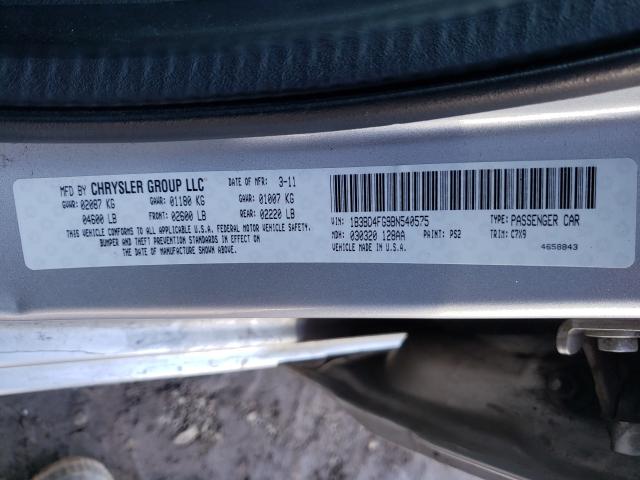 MFD BY CHRYSLER GROUP LLC DATE OF MFR: 3-11
GVWR: 02087 KG GAWR: 01180 KG GAWR: 01007 KG
04600 LB FRONT: 02600 LB REAR: 02220 LB
THIS VEHICLE CONFORMS TO ALL APPLICABLE U.S.A. FEDERAL MOTOR VEHICLE SAFETY,
BUMPER AND THEFT PREVENTION STANDARDS IN EFFECT ON
THE DATE OF MANUFACTURE SHOWN ABOVE.
VIN: 1B3BD4FG9BN540575 TYPE: PASSENGER CAR
MDH: 030320 128AA PAINT: PS2 TRIM: C7X9
VEHICLE MADE IN U.S.A. 4658843